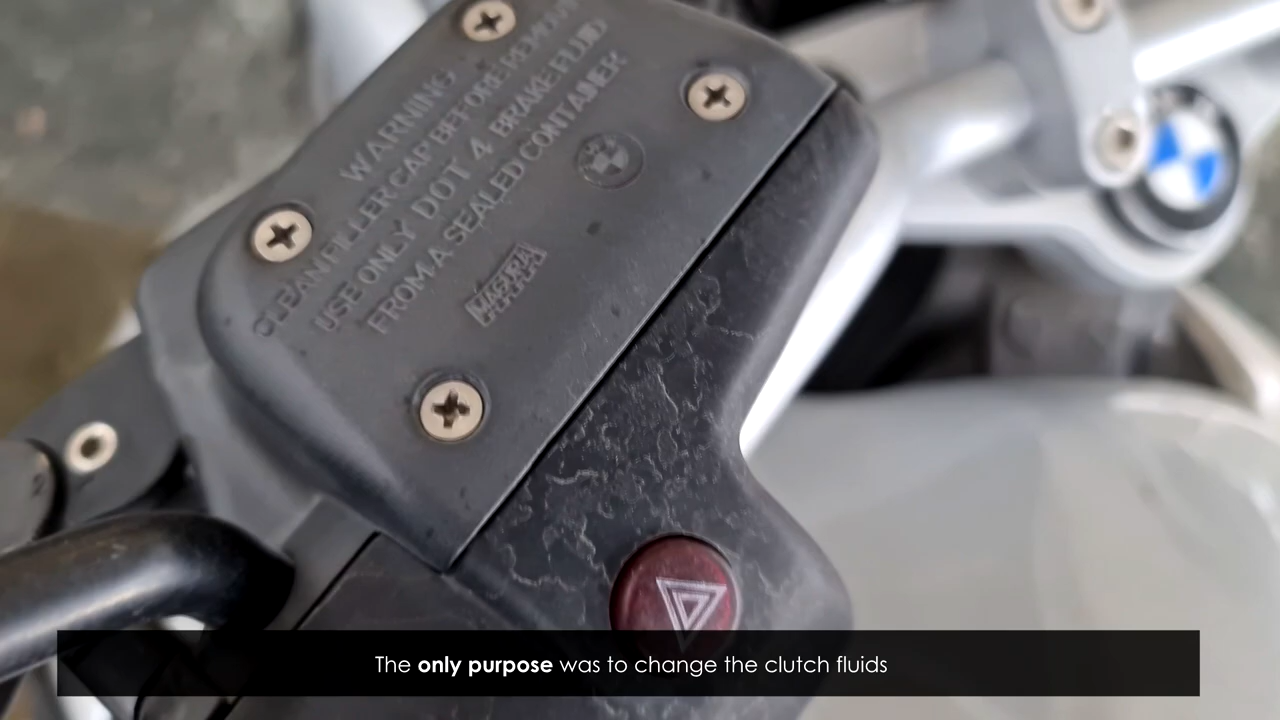 WARNING
CLEAN FILLER CAP BEFORE REMOVING
USE ONLY DOT 4 BRAKE FLUID
FROM A SEALED CONTAINER
MAGURA
The only purpose was to change the clutch fluids